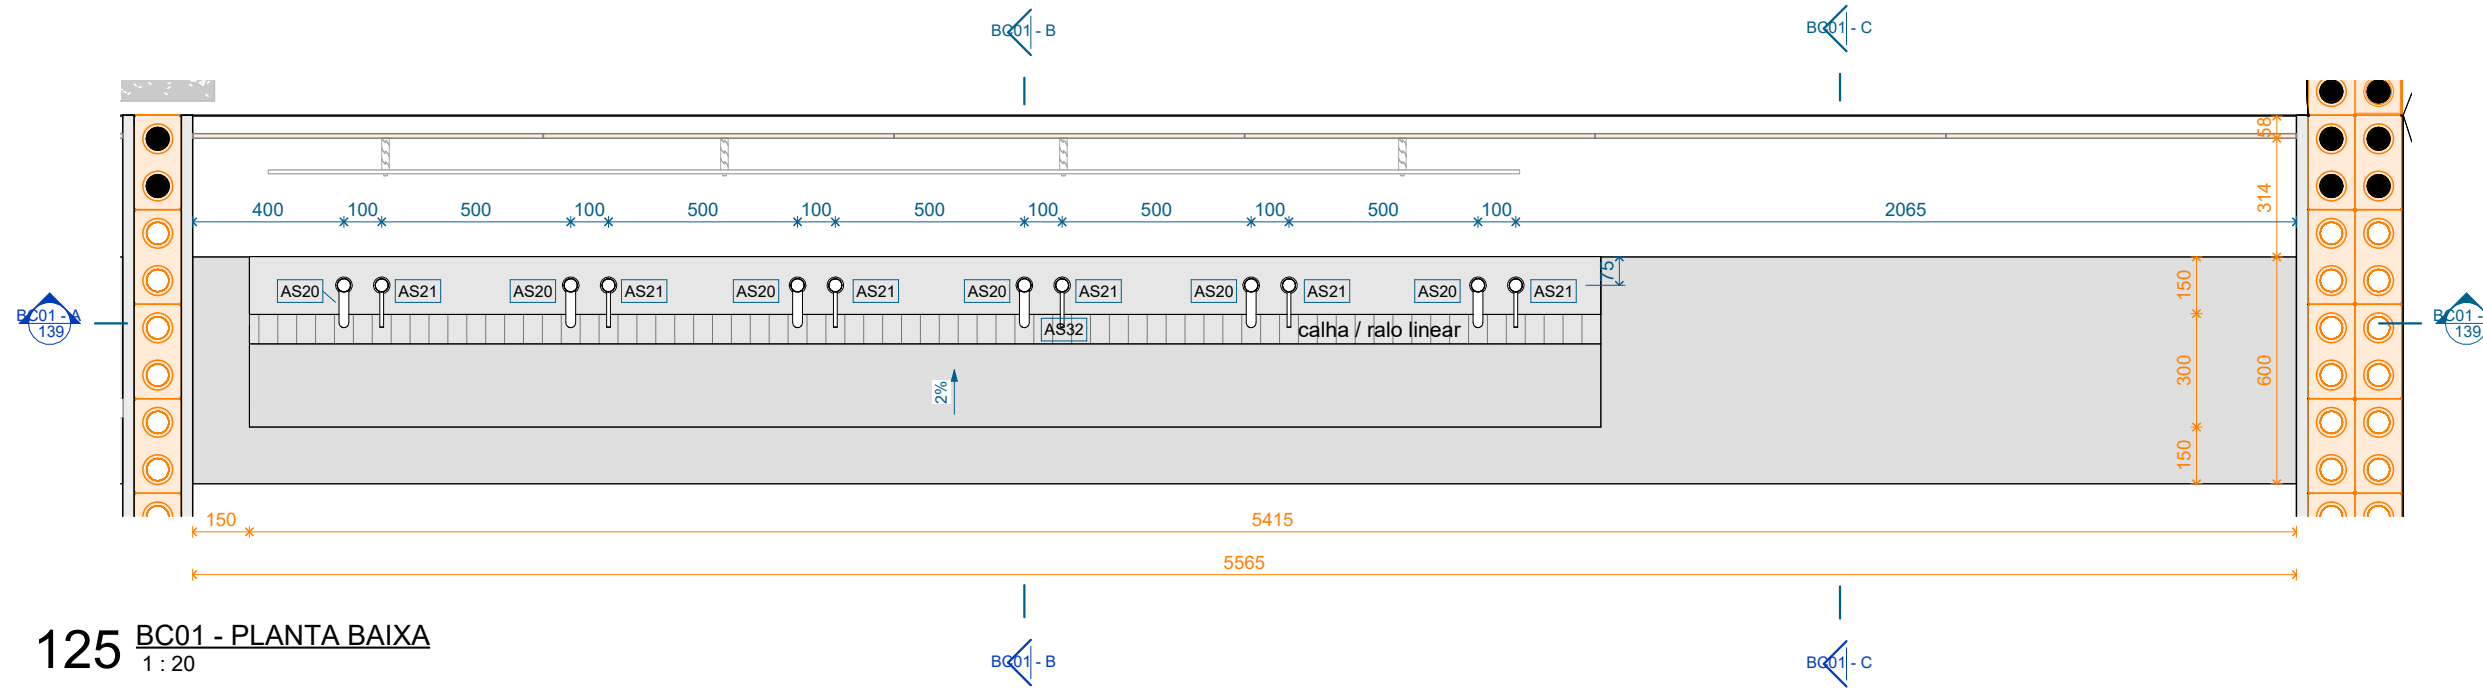 BC01 - B
BC01 - C
58
314
400 100 500 100 500 100 500 100 500 100 500 100 2065
75
150
AS20 AS21 AS20 AS21 AS20 AS21 AS20 AS21 AS20 AS21 AS20 AS21
BC01 - A
139
BC01 -
139
AS32
calha / ralo linear
2%
300
600
150
150
5415
5565
125
BC01 - PLANTA BAIXA
1 : 20
BC01 - B
BC01 - C